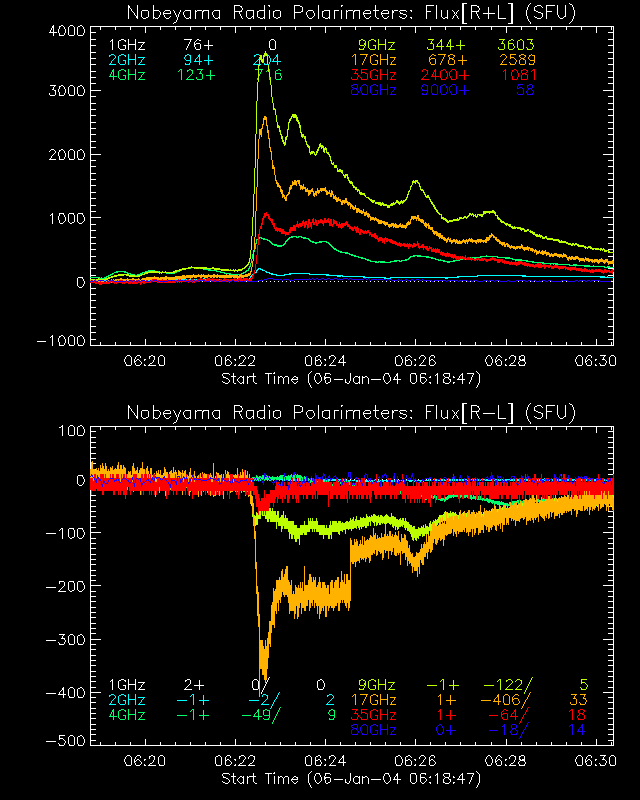 Nobeyama Radio Polarimeters: Flux[R+L] (SFU)
4000
1GHz 76+ 0 9GHz 344+ 3603
2GHz 94+ 204 17GHz 678+ 2589
4GHz 123+ 716 35GHz 2400+ 1081
80GHz 9000+ 58
3000
2000
1000
0
-1000
06:20 06:22 06:24 06:26 06:28 06:30
Start Time (06-Jan-04 06:18:47)
Nobeyama Radio Polarimeters: Flux[R-L] (SFU)
100
0
-100
-200
-300
-400
1GHz 2+ 0/ 0 9GHz -1+ -122/ 5
2GHz -1+ -2/ 2 17GHz 1+ -406/ 33
4GHz -1+ -49/ 9 35GHz 1+ -64/ 18
80GHz 0+ -18/ 14
-500
06:20 06:22 06:24 06:26 06:28 06:30
Start Time (06-Jan-04 06:18:47)